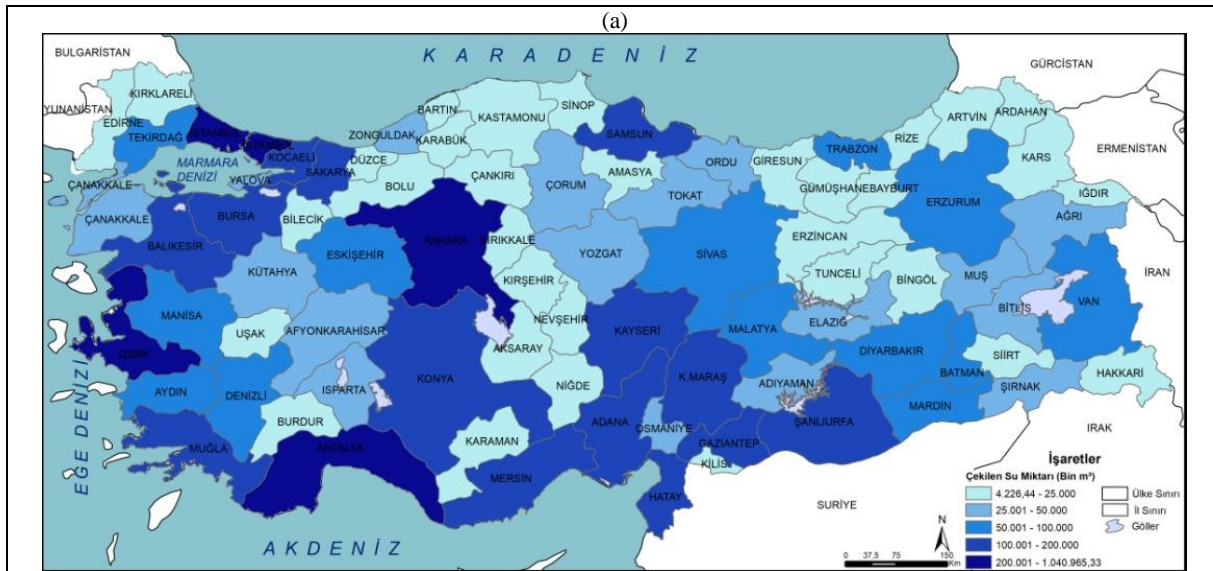 (a)
KARADENİZ
BULGARİSTAN
GÜRCİSTAN
YUNANİSTAN
ERMENİSTAN
İRAN
IRAK
SURİYE
MARMARA
DENİZİ
EGE DENİZİ
AKDENİZ
KIRKLARELİ
EDİRNE
TEKİRDAĞ
İSTANBUL
İSTANBUL
KOCAELİ
YALOVA
SAKARYA
DÜZCE
ZONGULDAK
BARTIN
KARABÜK
KASTAMONU
SİNOP
SAMSUN
ORDU
GİRESUN
TRABZON
RİZE
ARTVİN
ARDAHAN
KARS
IĞDIR
ÇANAKKALE
ÇANAKKALE
BURSA
BİLECİK
BOLU
ÇANKIRI
ÇORUM
AMASYA
TOKAT
GÜMÜŞHANE
BAYBURT
ERZURUM
AĞRI
BALIKESİR
KÜTAHYA
ESKİŞEHİR
ANKARA
KIRIKKALE
YOZGAT
SİVAS
ERZİNCAN
TUNCELİ
BİNGÖL
MUŞ
BİTLİS
VAN
MANİSA
UŞAK
AFYONKARAHİSAR
KIRŞEHİR
NEVŞEHİR
KAYSERİ
MALATYA
ELAZIĞ
DİYARBAKIR
BATMAN
SİİRT
HAKKARİ
İZMİR
AYDIN
DENİZLİ
ISPARTA
KONYA
AKSARAY
NİĞDE
K.MARAŞ
ADIYAMAN
MARDİN
ŞIRNAK
MUĞLA
BURDUR
ANTALYA
KARAMAN
MERSİN
ADANA
OSMANİYE
GAZİANTEP
KİLİS
ŞANLIURFA
HATAY
İşaretler
Çekilen Su Miktarı (Bin m³)
4.226,44 - 25.000
25.001 - 50.000
50.001 - 100.000
100.001 - 200.000
200.001 - 1.040.965,33
Ülke Sınırı
İl Sınırı
Göller
N
0 37,5 75 150
Km